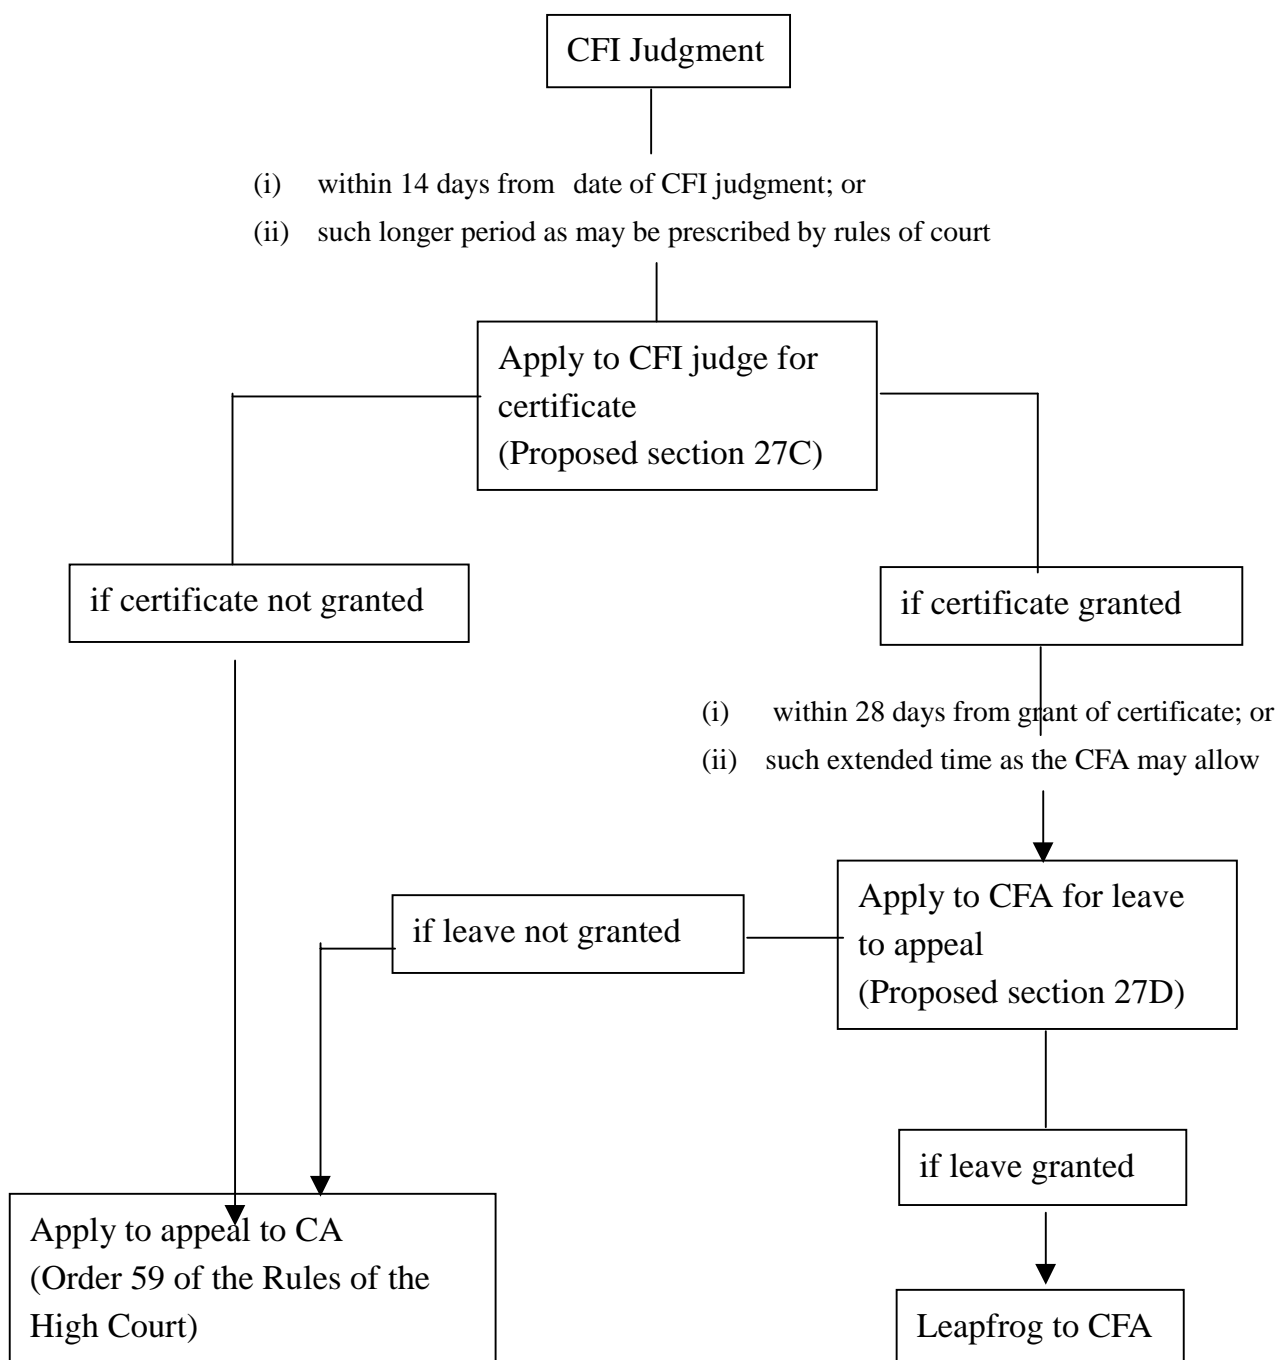 CFI Judgment
(i) within 14 days from date of CFI judgment; or
(ii) such longer period as may be prescribed by rules of court
Apply to CFI judge for
certificate
(Proposed section 27C)
if certificate not granted
if certificate granted
(i) within 28 days from grant of certificate; or
(ii) such extended time as the CFA may allow
if leave not granted
Apply to CFA for leave
to appeal
(Proposed section 27D)
if leave granted
Apply to appeal to CA
(Order 59 of the Rules of the
High Court)
Leapfrog to CFA